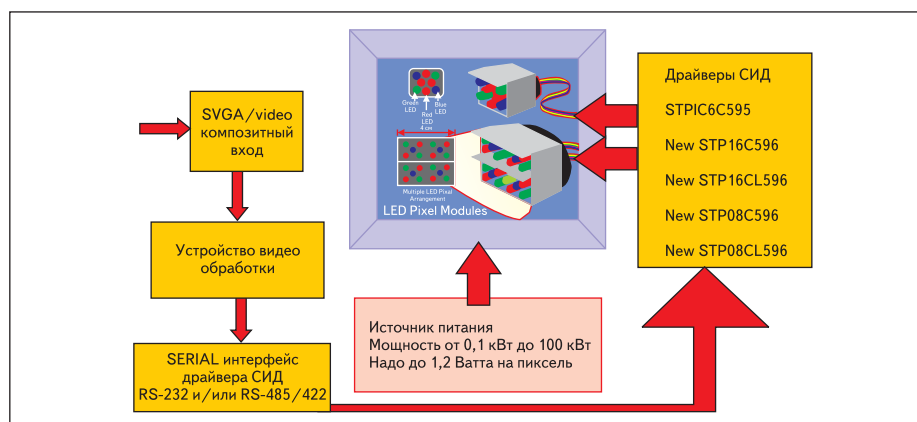 SVGA/video
композитный
вход
Устройство видео
обработки
SERIAL интерфейс
драйвера СИД
RS-232 и/или RS-485/422
Green
LED
Blue
LED
Red
LED
4 см
Multiple LED Pixal
Arrangement
LED Pixel Modules
Источник питания
Мощность от 0,1 кВт до 100 кВт
Надо до 1,2 Ватта на пиксель
Драйверы СИД
STPIC6C595
New STP16C596
New STP16CL596
New STP08C596
New STP08CL596